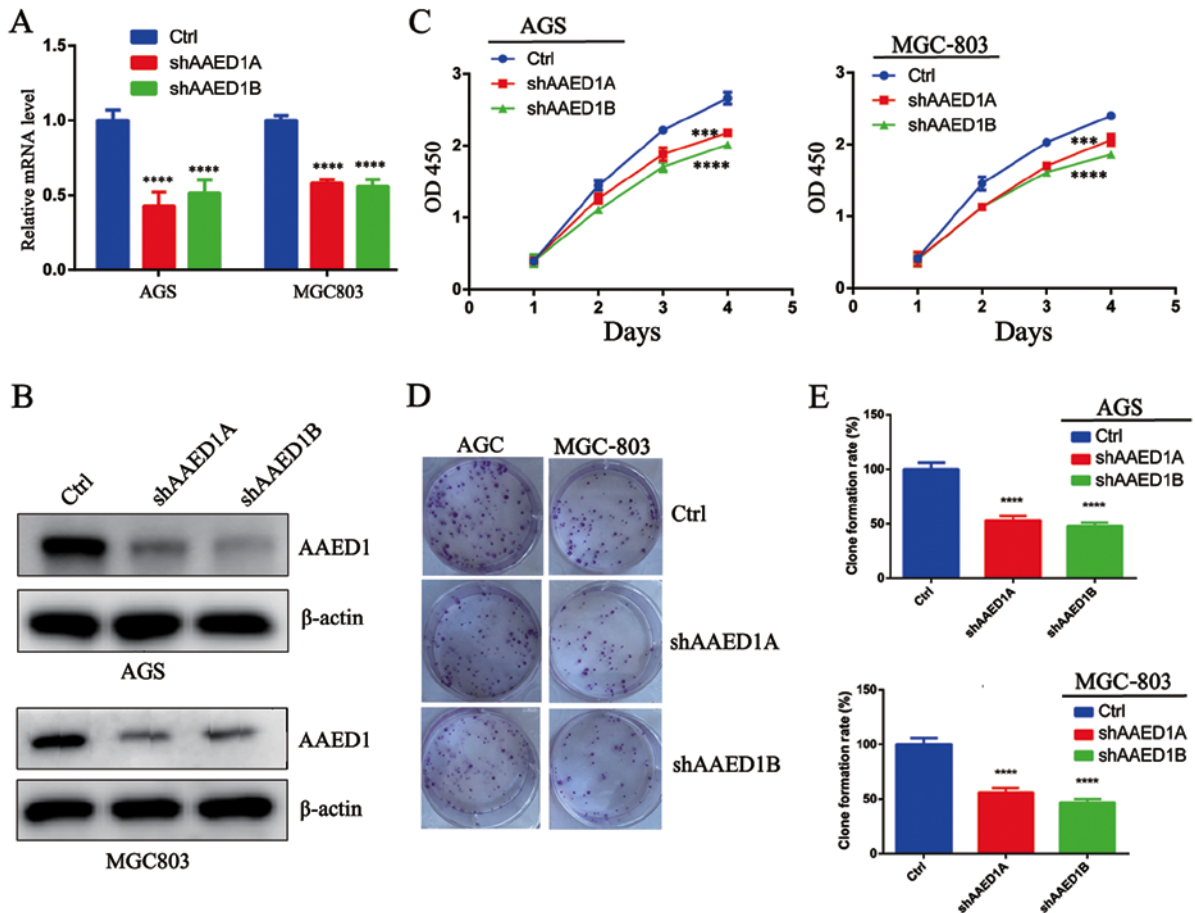 A
Ctrl
shAAED1A
shAAED1B
Relative mRNA level
1.0
0.5
0.0
**** ****
**** ****
AGS
MGC803
C
AGS
Ctrl
shAAED1A
shAAED1B
OD 450
3
2
1
0
***
****
0 1 2 3 4 5
Days
MGC-803
Ctrl
shAAED1A
shAAED1B
OD 450
3
2
1
0
***
****
0 1 2 3 4 5
Days
B
Ctrl
shAAED1A
shAAED1B
AAED1
β-actin
AGS
AAED1
β-actin
MGC803
D
AGC
MGC-803
Ctrl
shAAED1A
shAAED1B
E
AGS
Ctrl
shAAED1A
shAAED1B
Clone formation rate (%)
150
100
50
0
****
****
Ctrl
shAAED1A
shAAED1B
MGC-803
Ctrl
shAAED1A
shAAED1B
Clone formation rate (%)
150
100
50
0
****
****
Ctrl
shAAED1A
shAAED1B